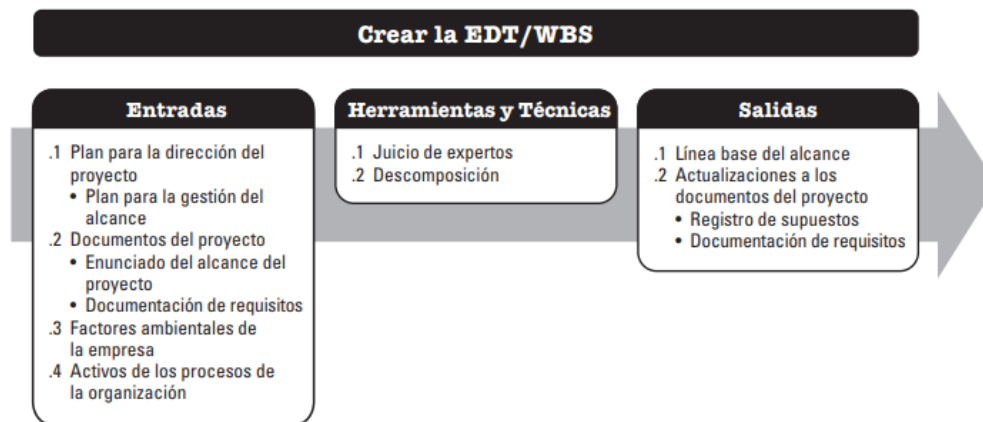 Crear la EDT/WBS
Entradas
.1 Plan para la dirección del
proyecto
• Plan para la gestión del
alcance
.2 Documentos del proyecto
• Enunciado del alcance del
proyecto
• Documentación de requisitos
.3 Factores ambientales de
la empresa
.4 Activos de los procesos de
la organización
Herramientas y Técnicas
.1 Juicio de expertos
.2 Descomposición
Salidas
.1 Línea base del alcance
.2 Actualizaciones a los
documentos del proyecto
• Registro de supuestos
• Documentación de requisitos